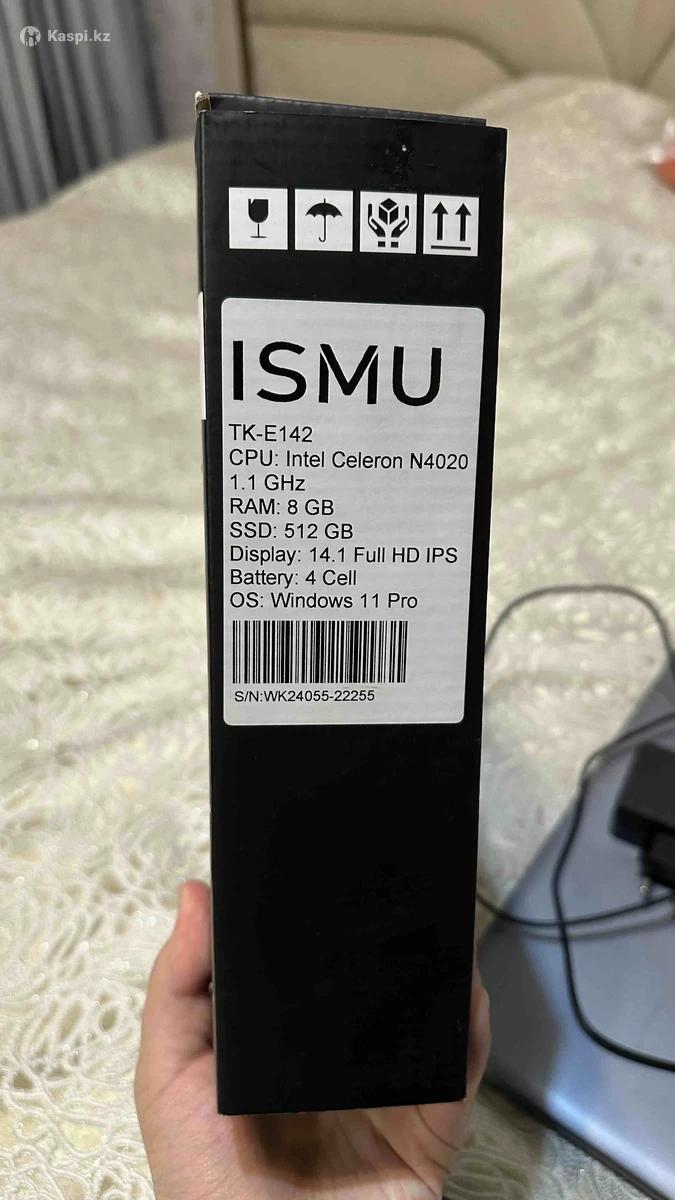 Kaspi.kz
ISMU
TK-E142
CPU: Intel Celeron N4020
1.1 GHz
RAM: 8 GB
SSD: 512 GB
Display: 14.1 Full HD IPS
Battery: 4 Cell
OS: Windows 11 Pro
S/N:WK24055-22255